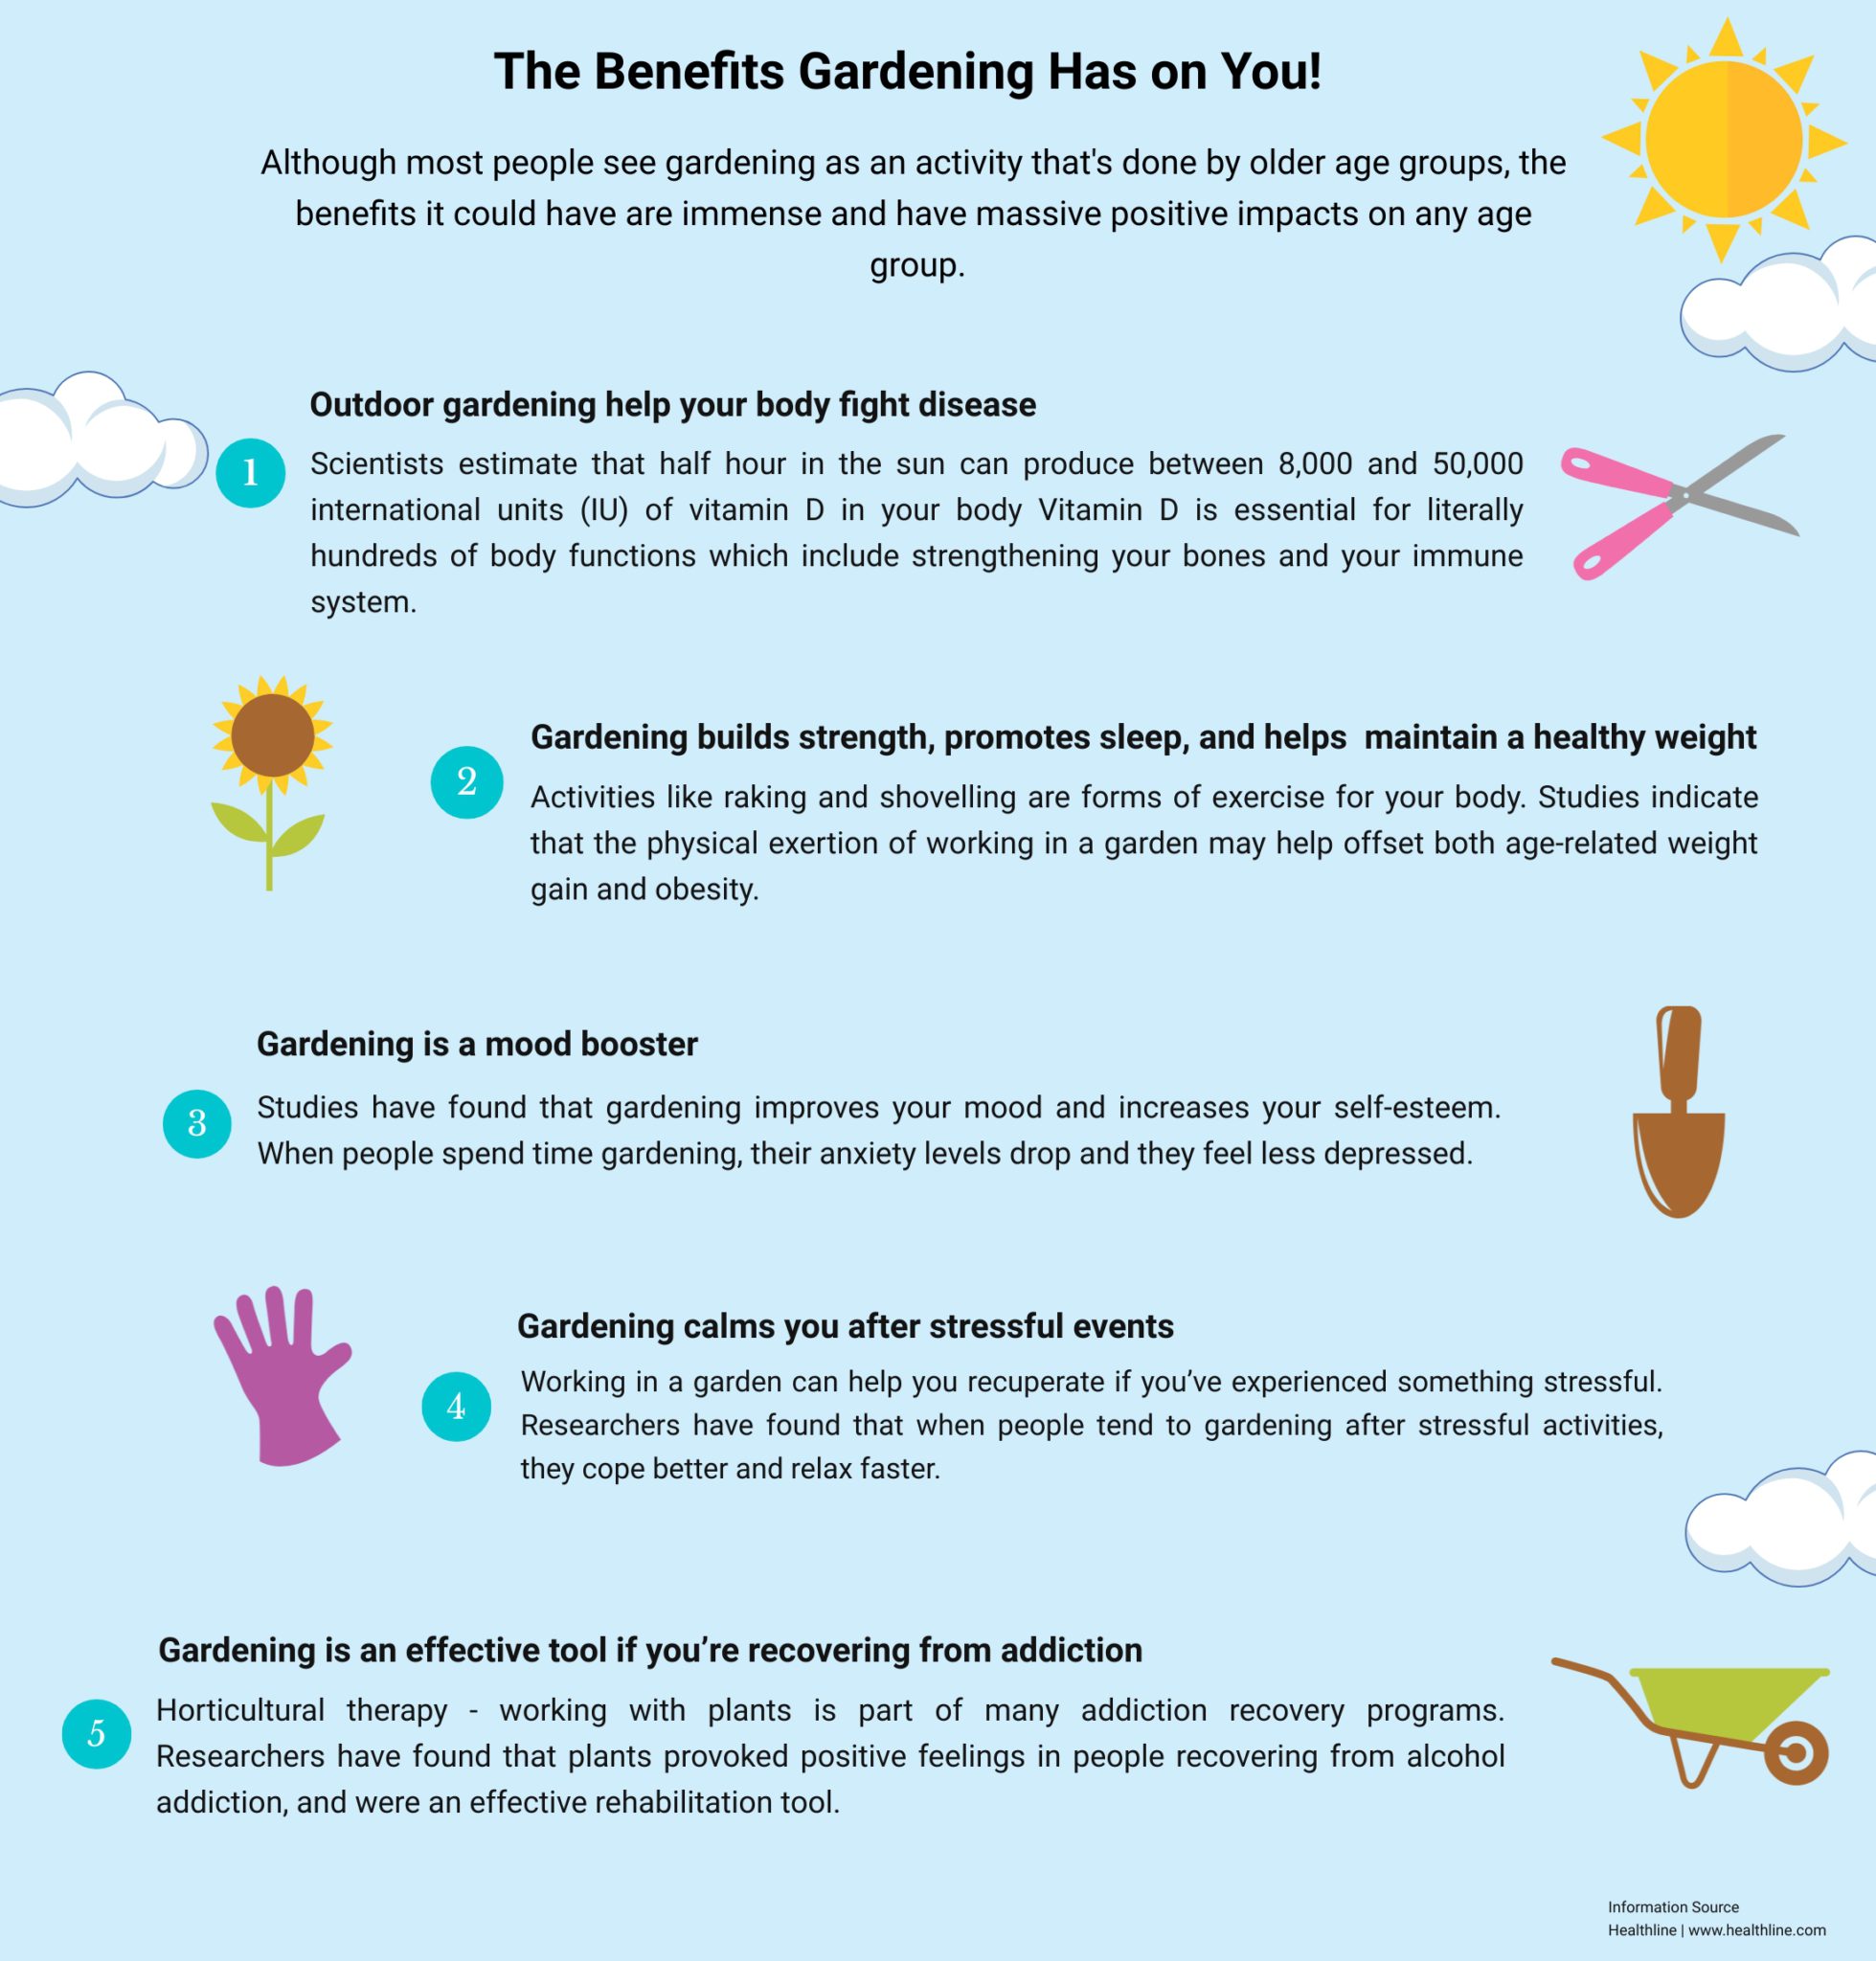 The Benefits Gardening Has on You!
Although most people see gardening as an activity that's done by older age groups, the
benefits it could have are immense and have massive positive impacts on any age
group.
Outdoor gardening help your body fight disease
1
Scientists estimate that half hour in the sun can produce between 8,000 and 50,000
international units (IU) of vitamin D in your body Vitamin D is essential for literally
hundreds of body functions which include strengthening your bones and your immune
system.
Gardening builds strength, promotes sleep, and helps  maintain a healthy weight
2
Activities like raking and shovelling are forms of exercise for your body. Studies indicate
that the physical exertion of working in a garden may help offset both age-related weight
gain and obesity.
Gardening is a mood booster
3
Studies have found that gardening improves your mood and increases your self-esteem.
When people spend time gardening, their anxiety levels drop and they feel less depressed.
Gardening calms you after stressful events
4
Working in a garden can help you recuperate if you’ve experienced something stressful.
Researchers have found that when people tend to gardening after stressful activities,
they cope better and relax faster.
Gardening is an effective tool if you’re recovering from addiction
5
Horticultural therapy - working with plants is part of many addiction recovery programs.
Researchers have found that plants provoked positive feelings in people recovering from alcohol
addiction, and were an effective rehabilitation tool.
Information Source
Healthline | www.healthline.com